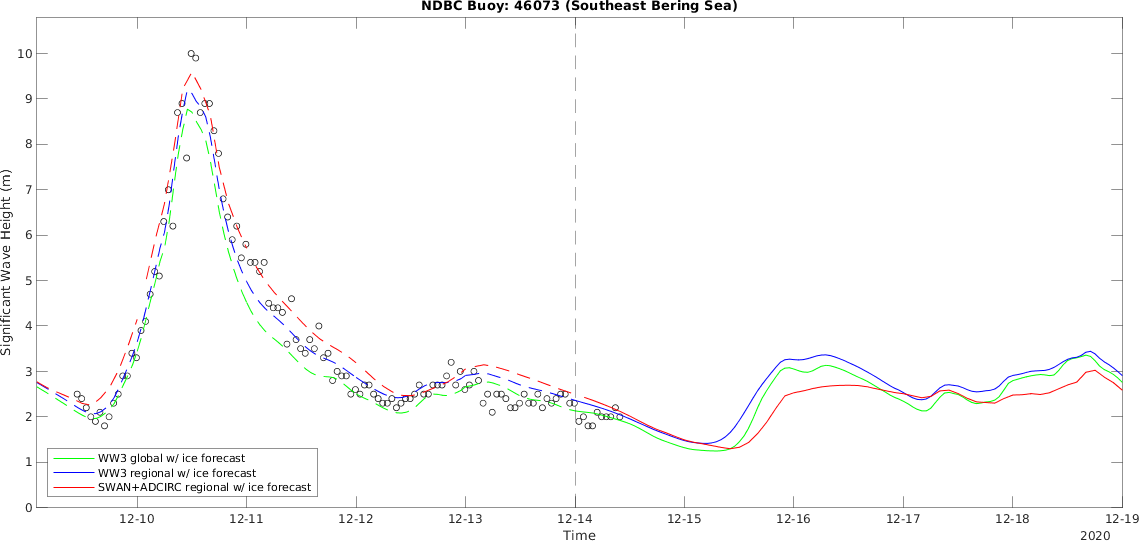 NDBC Buoy: 46073 (Southeast Bering Sea)
Significant Wave Height (m)
10
9
8
7
6
5
4
3
2
1
0
WW3 global w/ ice forecast
WW3 regional w/ ice forecast
SWAN+ADCIRC regional w/ ice forecast
12-10 12-11 12-12 12-13 12-14 12-15 12-16 12-17 12-18 12-19
Time
2020